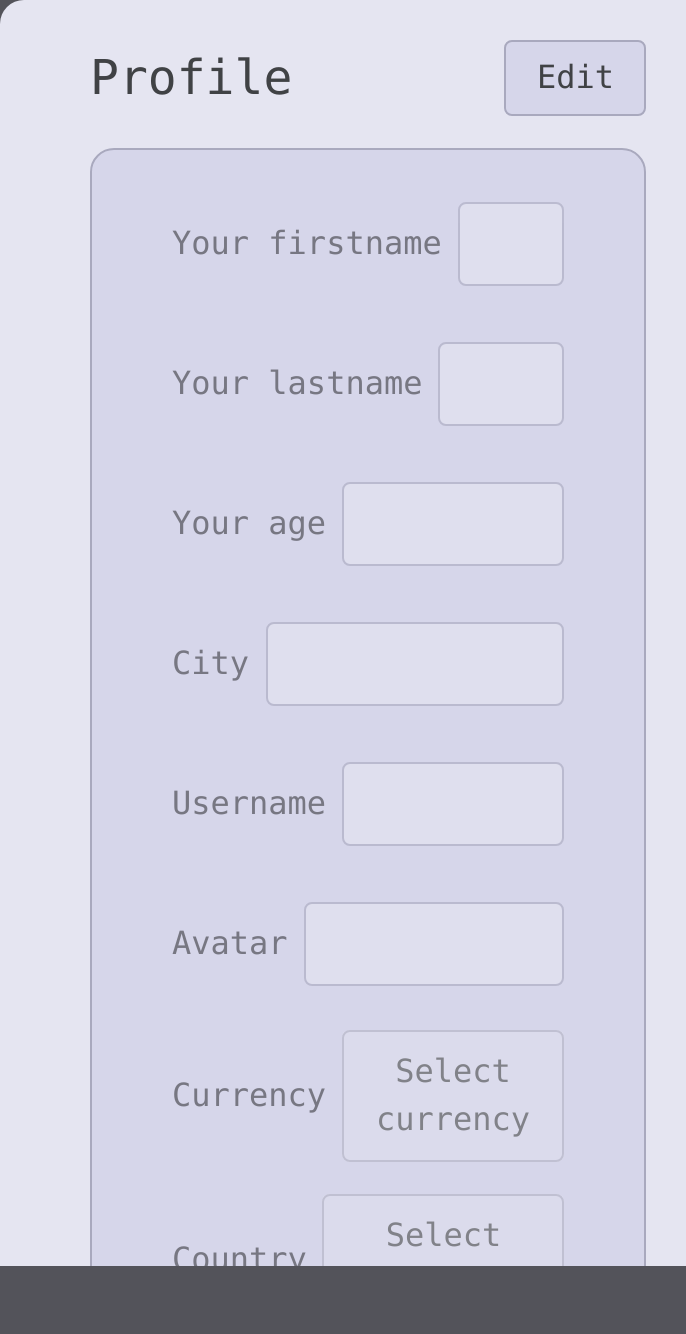 Profile
Edit
Your firstname
Your lastname
Your age
City
Username
Avatar
Currency
Select
currency
Country
Select